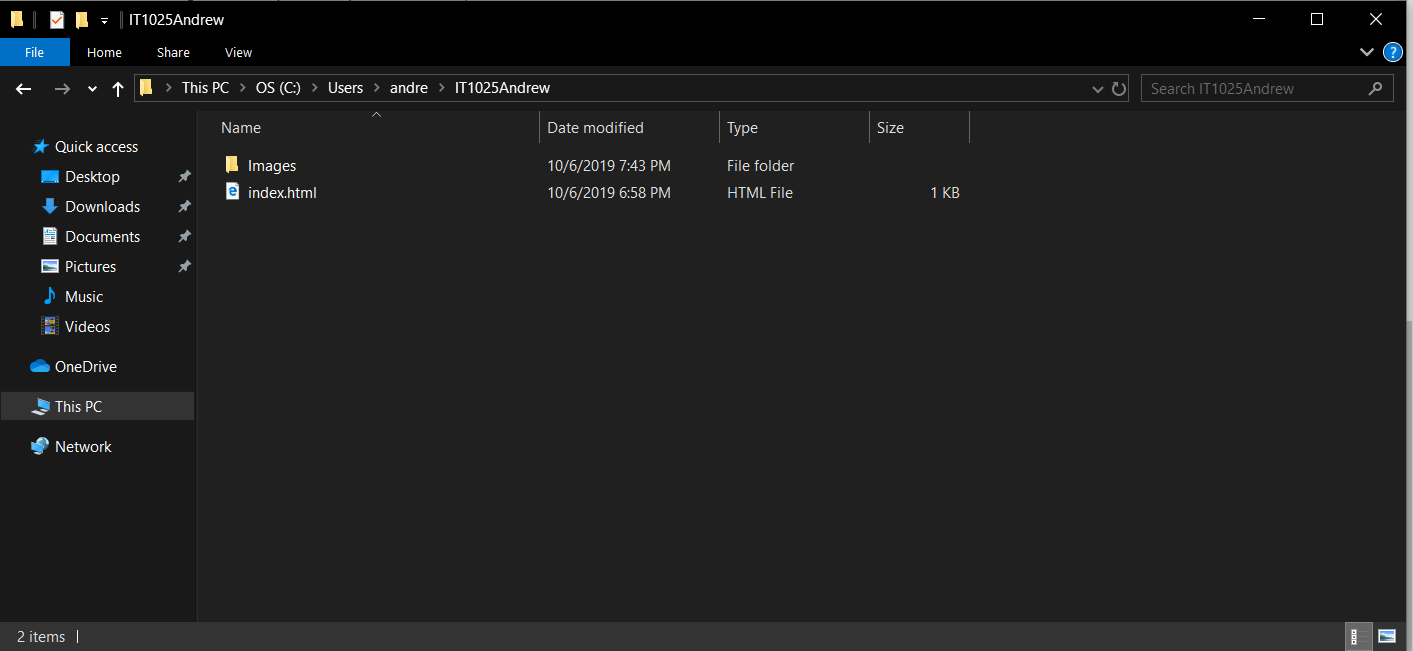 IT1025Andrew
File Home Share View ?
This PC OS (C:) Users andre IT1025Andrew Search IT1025Andrew
Name Date modified Type Size
Quick access
Desktop
Downloads
Documents
Pictures
Music
Videos
OneDrive
This PC
Network
Images 10/6/2019 7:43 PM File folder
index.html 10/6/2019 6:58 PM HTML File 1 KB
2 items